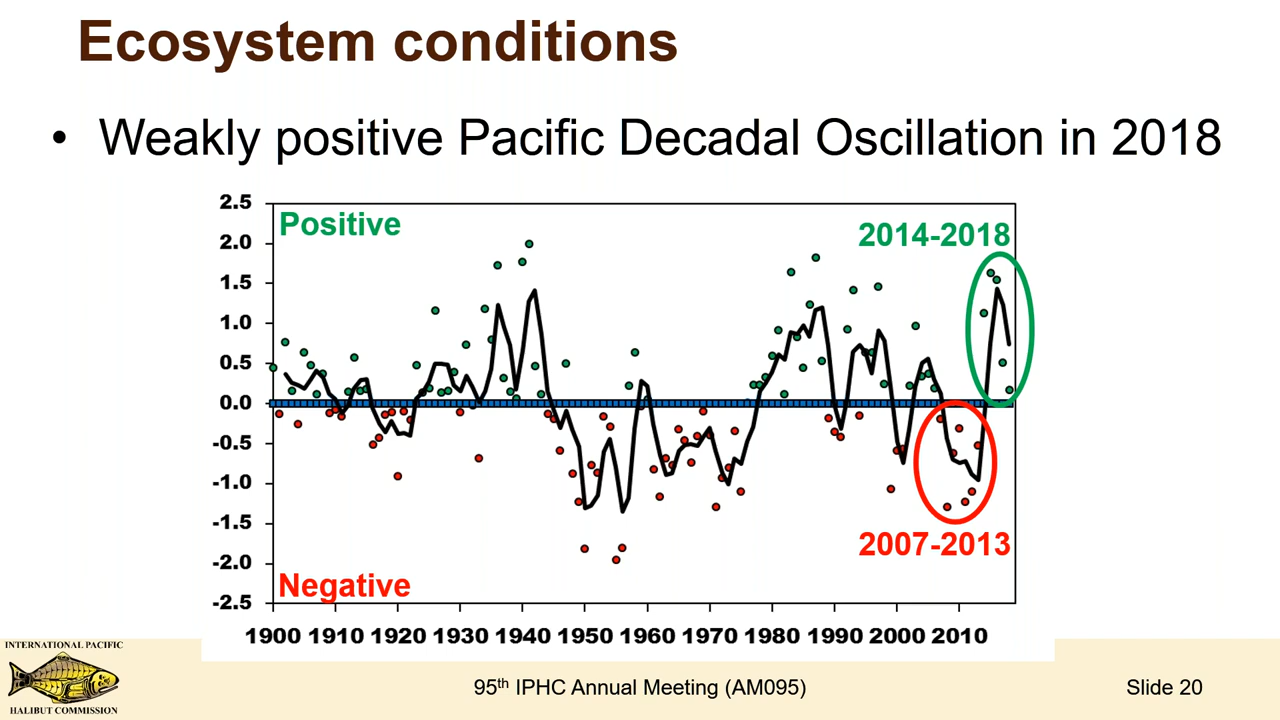 Ecosystem conditions
• Weakly positive Pacific Decadal Oscillation in 2018
2.5
2.0
1.5
1.0
0.5
0.0
-0.5
-1.0
-1.5
-2.0
-2.5
Positive
2014-2018
2007-2013
Negative
1900 1910 1920 1930 1940 1950 1960 1970 1980 1990 2000 2010
INTERNATIONAL PACIFIC
HALIBUT COMMISSION
95th IPHC Annual Meeting (AM095)
Slide 20